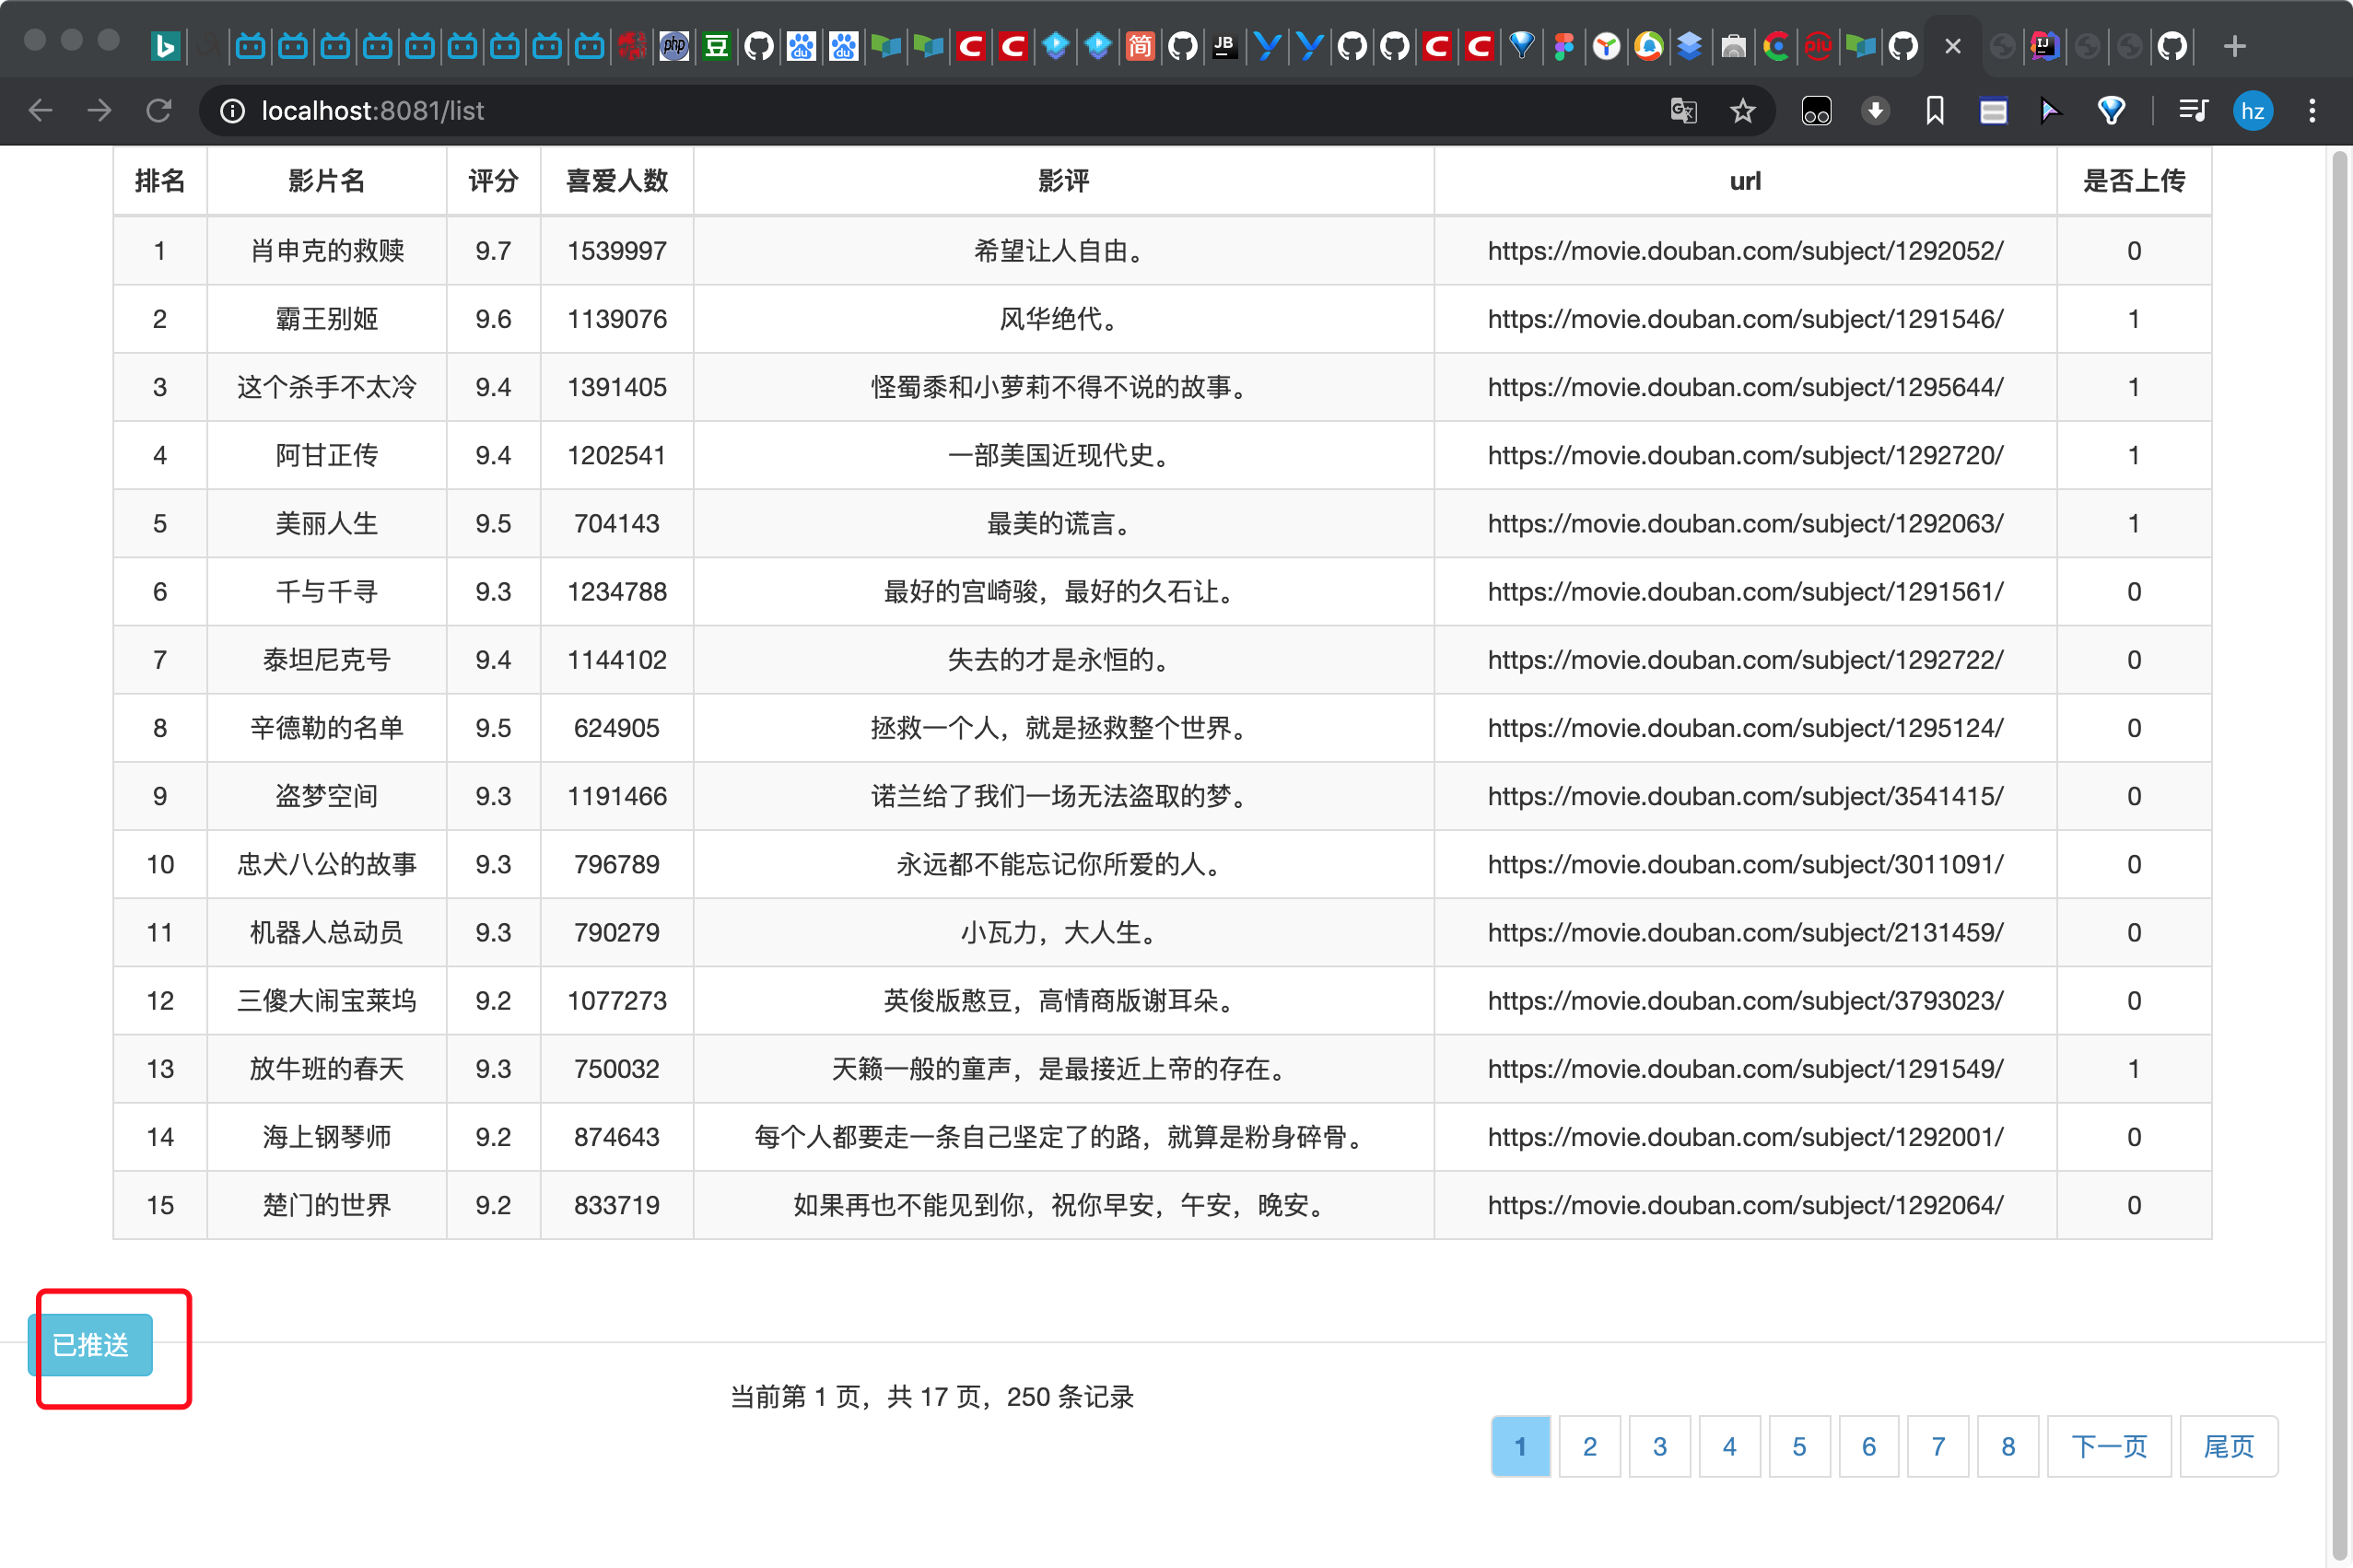 localhost:8081/list
hz
排名 影片名 评分 喜爱人数 影评 url 是否上传
1 肖申克的救赎 9.7 1539997 希望让人自由。 https://movie.douban.com/subject/1292052/ 0
2 霸王别姬 9.6 1139076 风华绝代。 https://movie.douban.com/subject/1291546/ 1
3 这个杀手不太冷 9.4 1391405 怪蜀黍和小萝莉不得不说的故事。 https://movie.douban.com/subject/1295644/ 1
4 阿甘正传 9.4 1202541 一部美国近现代史。 https://movie.douban.com/subject/1292720/ 1
5 美丽人生 9.5 704143 最美的谎言。 https://movie.douban.com/subject/1292063/ 1
6 千与千寻 9.3 1234788 最好的宫崎骏，最好的久石让。 https://movie.douban.com/subject/1291561/ 0
7 泰坦尼克号 9.4 1144102 失去的才是永恒的。 https://movie.douban.com/subject/1292722/ 0
8 辛德勒的名单 9.5 624905 拯救一个人，就是拯救整个世界。 https://movie.douban.com/subject/1295124/ 0
9 盗梦空间 9.3 1191466 诺兰给了我们一场无法盗取的梦。 https://movie.douban.com/subject/3541415/ 0
10 忠犬八公的故事 9.3 796789 永远都不能忘记你所爱的人。 https://movie.douban.com/subject/3011091/ 0
11 机器人总动员 9.3 790279 小瓦力，大人生。 https://movie.douban.com/subject/2131459/ 0
12 三傻大闹宝莱坞 9.2 1077273 英俊版憨豆，高情商版谢耳朵。 https://movie.douban.com/subject/3793023/ 0
13 放牛班的春天 9.3 750032 天籁一般的童声，是最接近上帝的存在。 https://movie.douban.com/subject/1291549/ 1
14 海上钢琴师 9.2 874643 每个人都要走一条自己坚定了的路，就算是粉身碎骨。 https://movie.douban.com/subject/1292001/ 0
15 楚门的世界 9.2 833719 如果再也不能见到你，祝你早安，午安，晚安。 https://movie.douban.com/subject/1292064/ 0
已推送
当前第 1 页，共 17 页，250 条记录
1 2 3 4 5 6 7 8 下一页 尾页